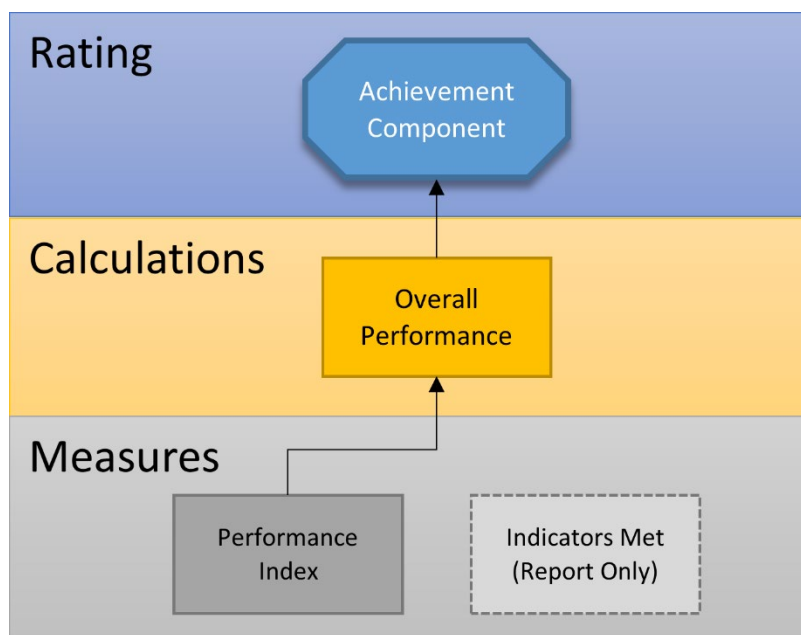 Rating
Achievement
Component
Calculations
Overall
Performance
Measures
Performance
Index
Indicators Met
(Report Only)